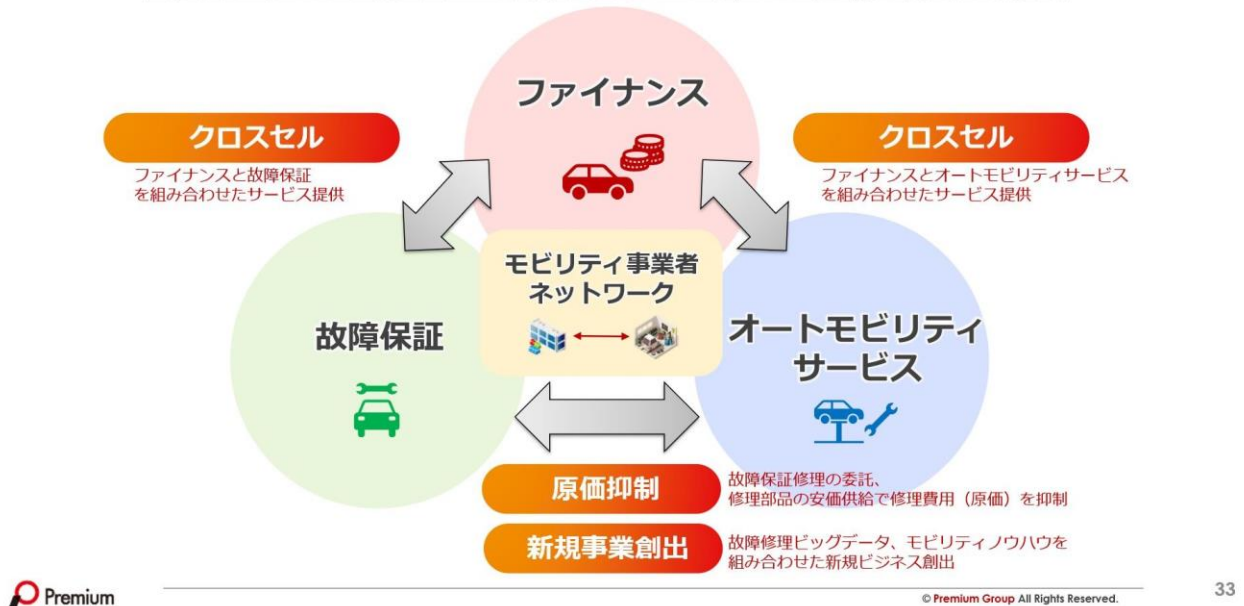 ファイナンス
クロスセル
ファイナンスと故障保証
を組み合わせたサービス提供
クロスセル
ファイナンスとオートモビリティサービス
を組み合わせたサービス提供
モビリティ事業者
ネットワーク
故障保証
オートモビリティ
サービス
原価抑制
故障保証修理の委託、
修理部品の安価供給で修理費用（原価）を抑制
新規事業創出
故障修理ビッグデータ、モビリティノウハウを
組み合わせた新規ビジネス創出
Premium
© Premium Group All Rights Reserved.
33